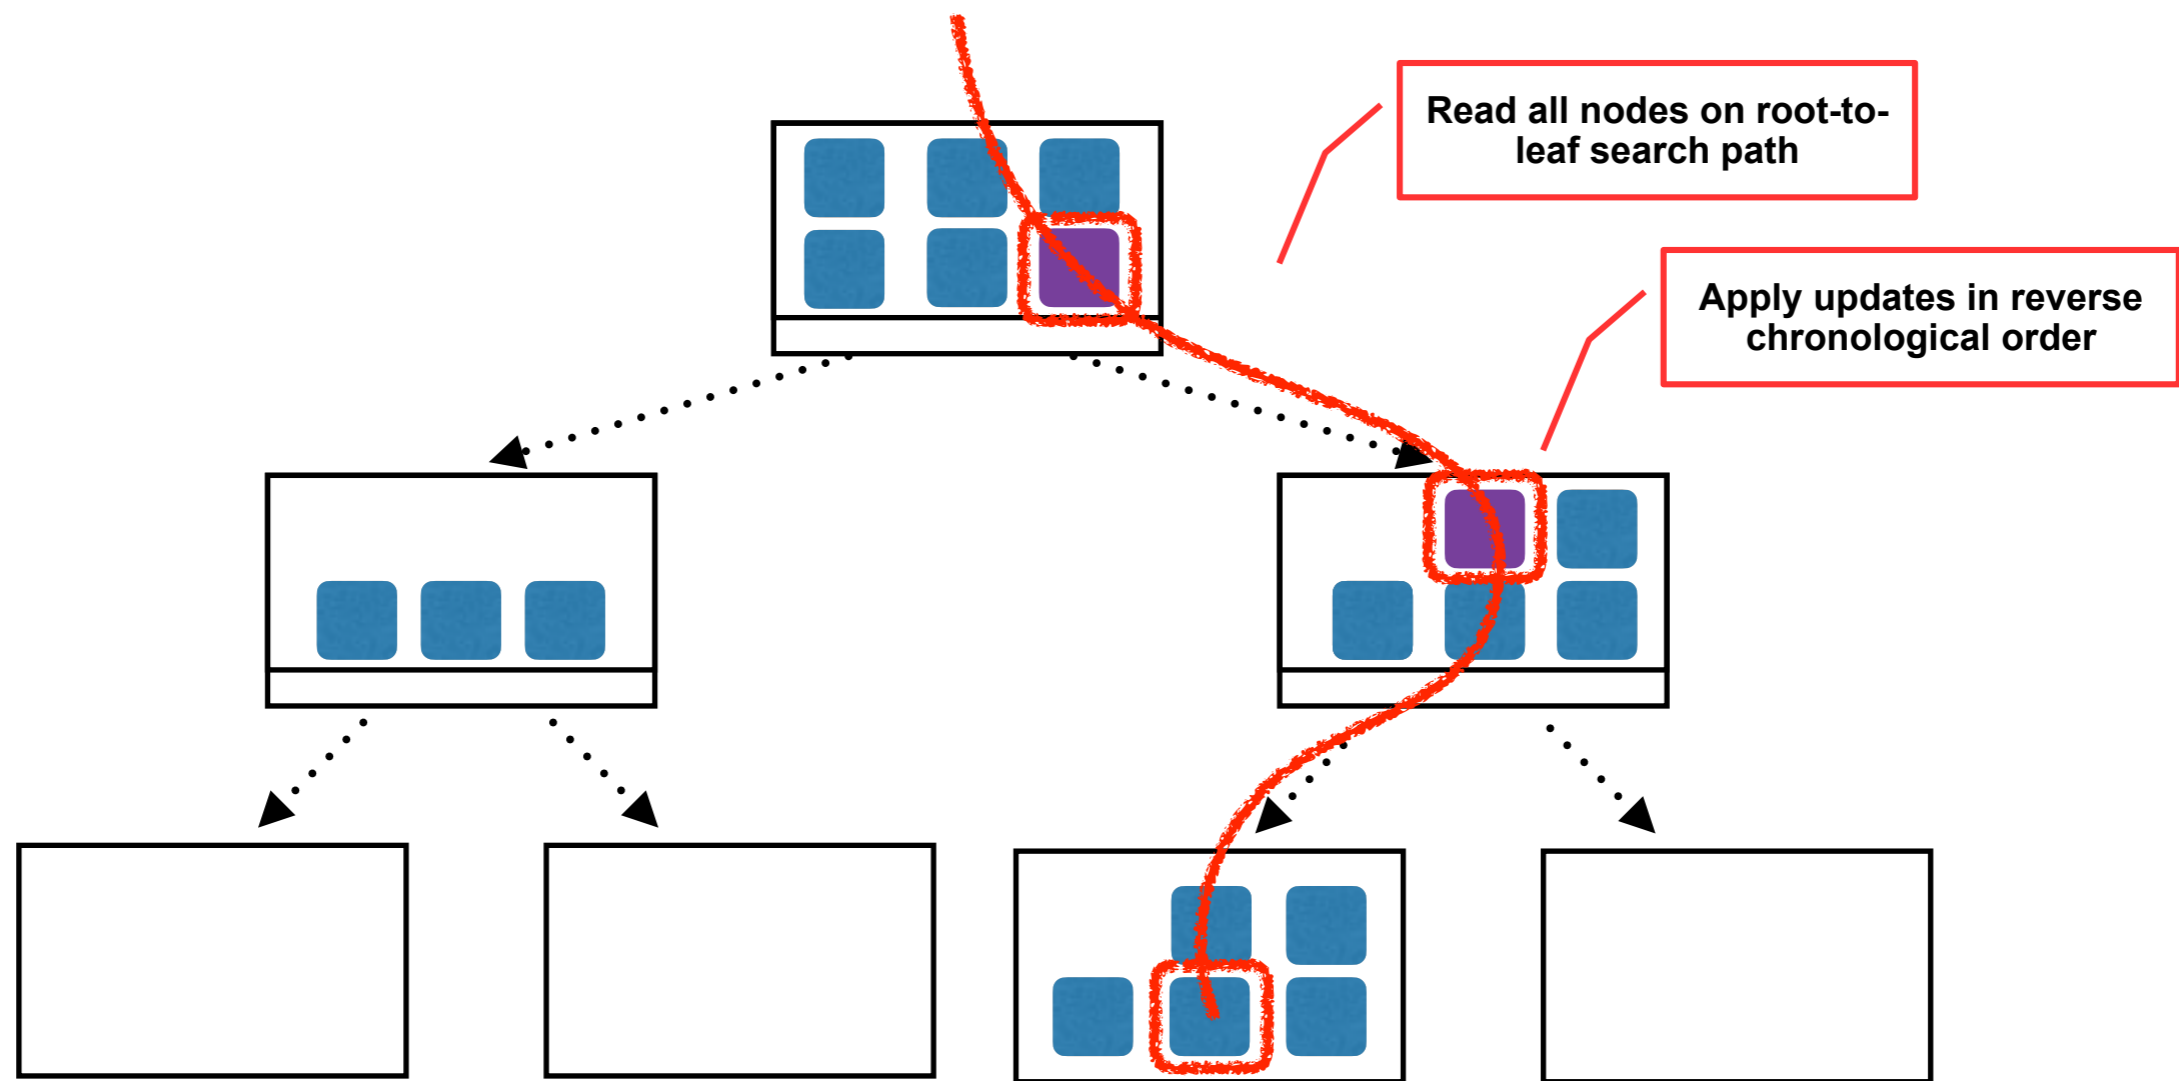 Read all nodes on root-to-
leaf search path
Apply updates in reverse
chronological order